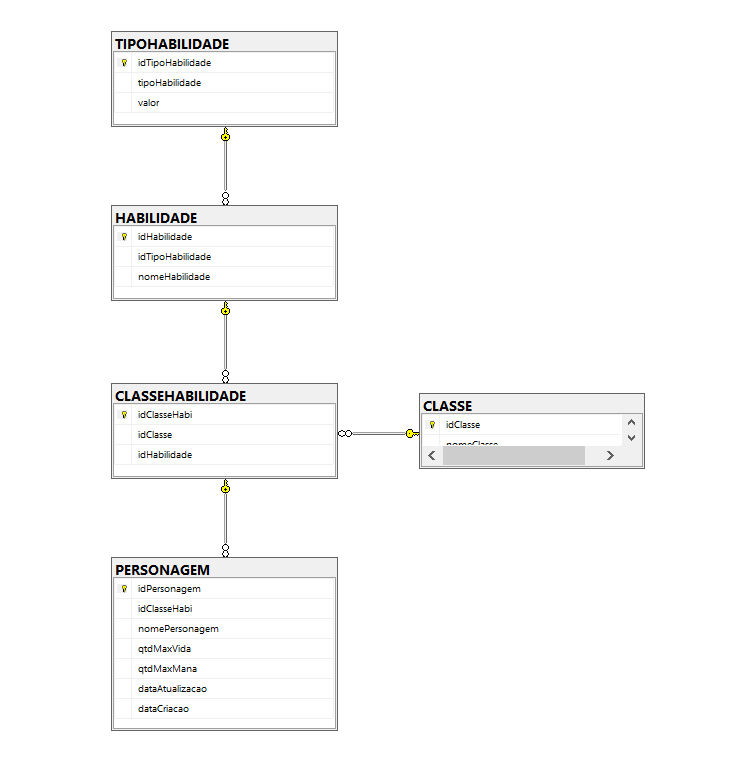 TIPOHABILIDADE
idTipoHabilidade
tipoHabilidade
valor
HABILIDADE
idHabilidade
idTipoHabilidade
nomeHabilidade
CLASSEHABILIDADE
idClasseHabi
idClasse
idHabilidade
CLASSE
idClasse
nomeClasse
PERSONAGEM
idPersonagem
idClasseHabi
nomePersonagem
qtdMaxVida
qtdMaxMana
dataAtualizacao
dataCriacao